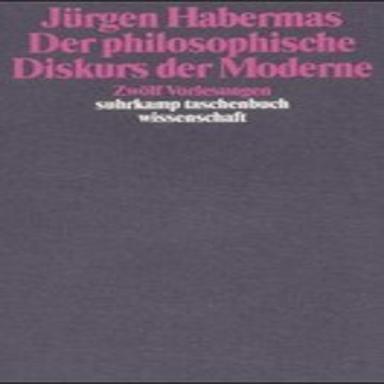 Jürgen Habermas
Der philosophische
Diskurs der Moderne
Zwölf Vorlesungen
suhrkamp taschenbuch
wissenschaft